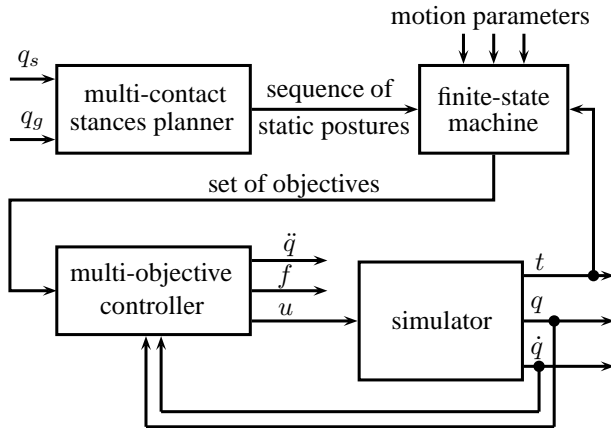 motion parameters
q_s
q_g
multi-contact
stances planner
sequence of
static postures
finite-state
machine
set of objectives
multi-objective
controller
q̈
f
u
simulator
t
q
q̇